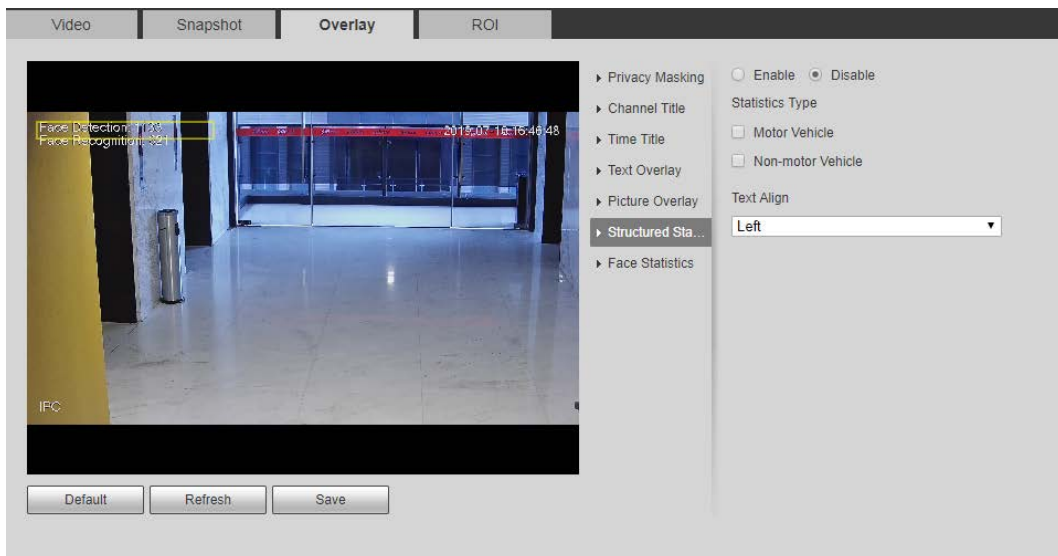 Video
Snapshot
Overlay
ROI
Face Detection: 1133
Face Recognition: 321
IPC
Privacy Masking
Channel Title
Time Title
Text Overlay
Picture Overlay
Structured Sta...
Face Statistics
Enable
Disable
Statistics Type
Motor Vehicle
Non-motor Vehicle
Text Align
Left
Default
Refresh
Save